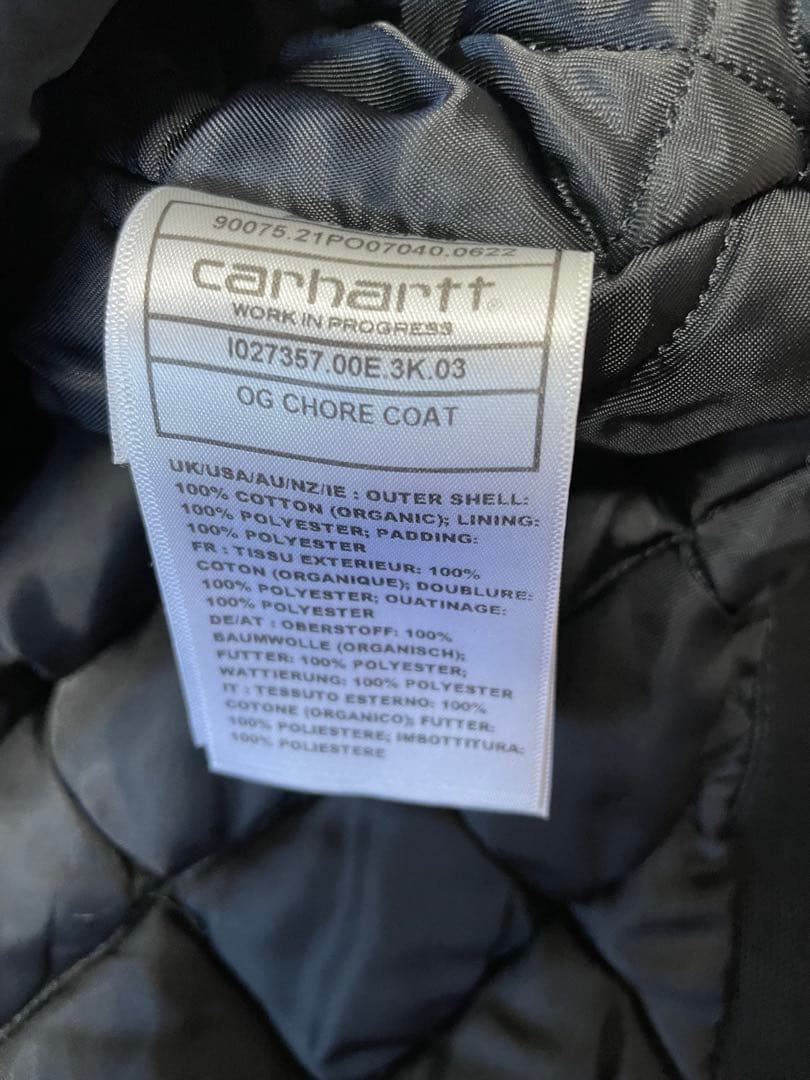 90075.21PO07040.0622
carhartt
WORK IN PROGRESS
I027357.00E.3K.03
OG CHORE COAT
UK/USA/AU/NZ/IE : OUTER SHELL:
100% COTTON (ORGANIC); LINING:
100% POLYESTER; PADDING:
100% POLYESTER
FR : TISSU EXTERIEUR: 100%
COTON (ORGANIQUE); DOUBLURE:
100% POLYESTER; OUATINAGE:
100% POLYESTER
DE/AT : OBERSTOFF: 100%
BAUMWOLLE (ORGANISCH);
FUTTER: 100% POLYESTER;
WATTIERUNG: 100% POLYESTER
IT : TESSUTO ESTERNO: 100%
COTONE (ORGANICO); FUTTER:
100% POLIESTERE; IMBOTTITURA:
100% POLIESTERE